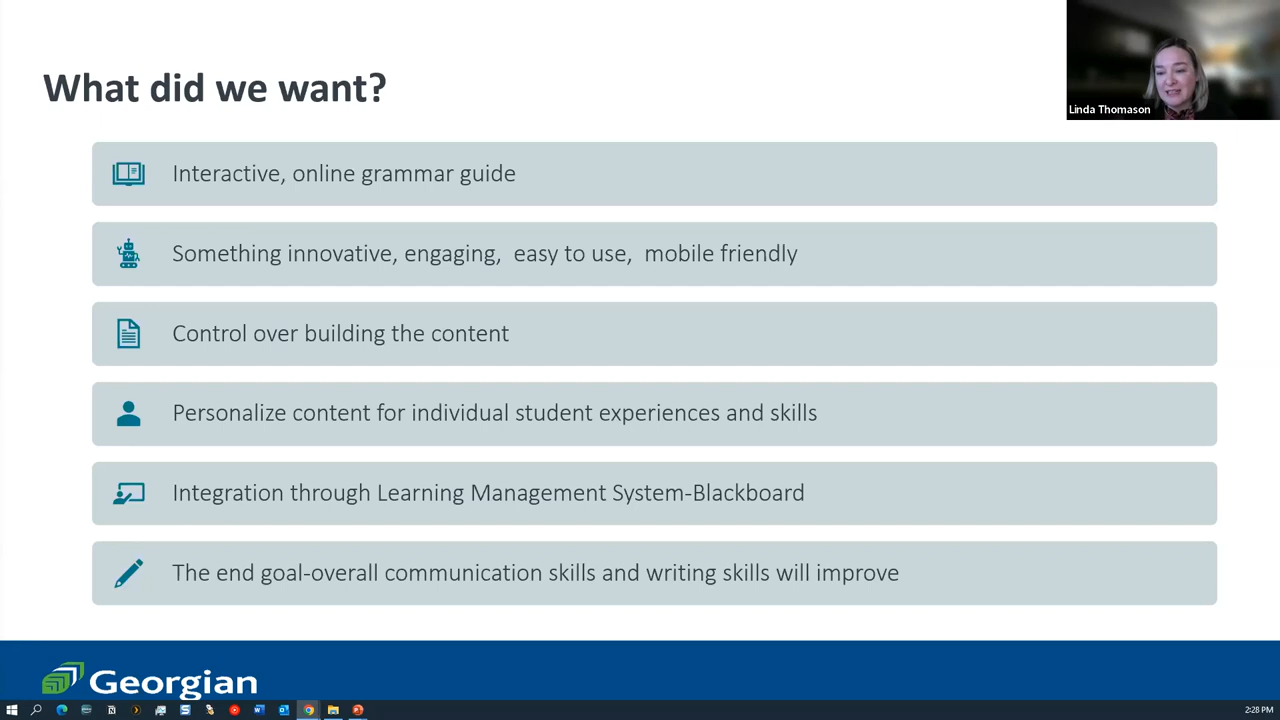 What did we want?
Linda Thomason
Interactive, online grammar guide
Something innovative, engaging,  easy to use,  mobile friendly
Control over building the content
Personalize content for individual student experiences and skills
Integration through Learning Management System-Blackboard
The end goal-overall communication skills and writing skills will improve
Georgian
2:28 PM